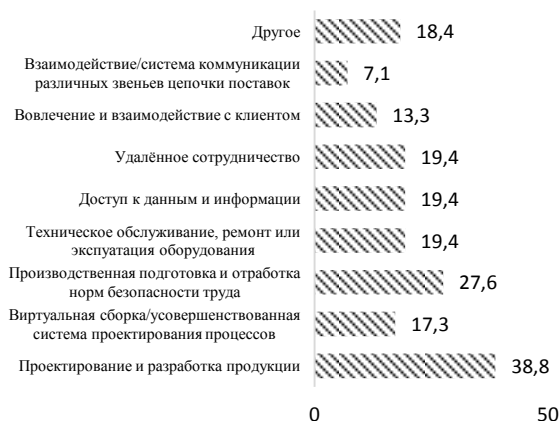 Другое 18,4
Взаимодействие/система коммуникации
различных звеньев цепочки поставок 7,1
Вовлечение и взаимодействие с клиентом 13,3
Удалённое сотрудничество 19,4
Доступ к данным и информации 19,4
Техническое обслуживание, ремонт или
экспуатация оборудования 19,4
Производственная подготовка и отработка
норм безопасности труда 27,6
Виртуальная сборка/усовершенствованная
система проектирования процессов 17,3
Проектирование и разработка продукции 38,8
0 50